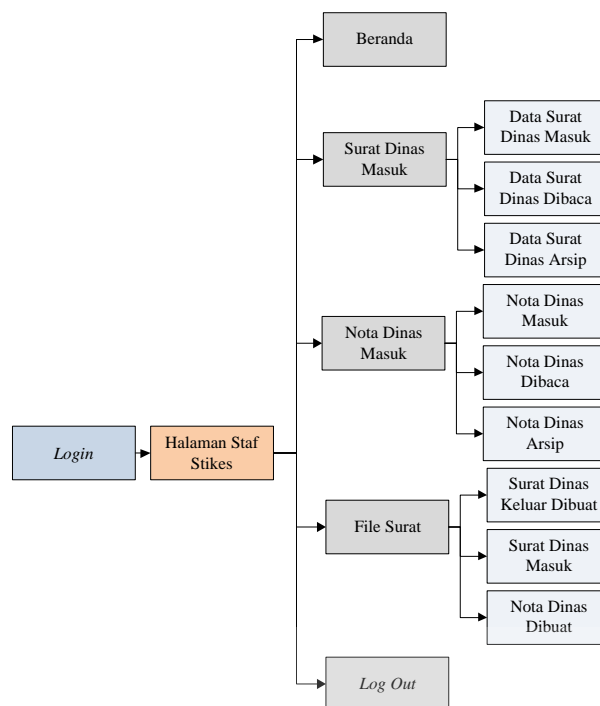 Beranda
Surat Dinas
Masuk
Data Surat
Dinas Masuk
Data Surat
Dinas Dibaca
Data Surat
Dinas Arsip
Nota Dinas
Masuk
Nota Dinas
Masuk
Nota Dinas
Dibaca
Nota Dinas
Arsip
Login
Halaman Staf
Stikes
File Surat
Surat Dinas
Keluar Dibuat
Surat Dinas
Masuk
Nota Dinas
Dibuat
Log Out